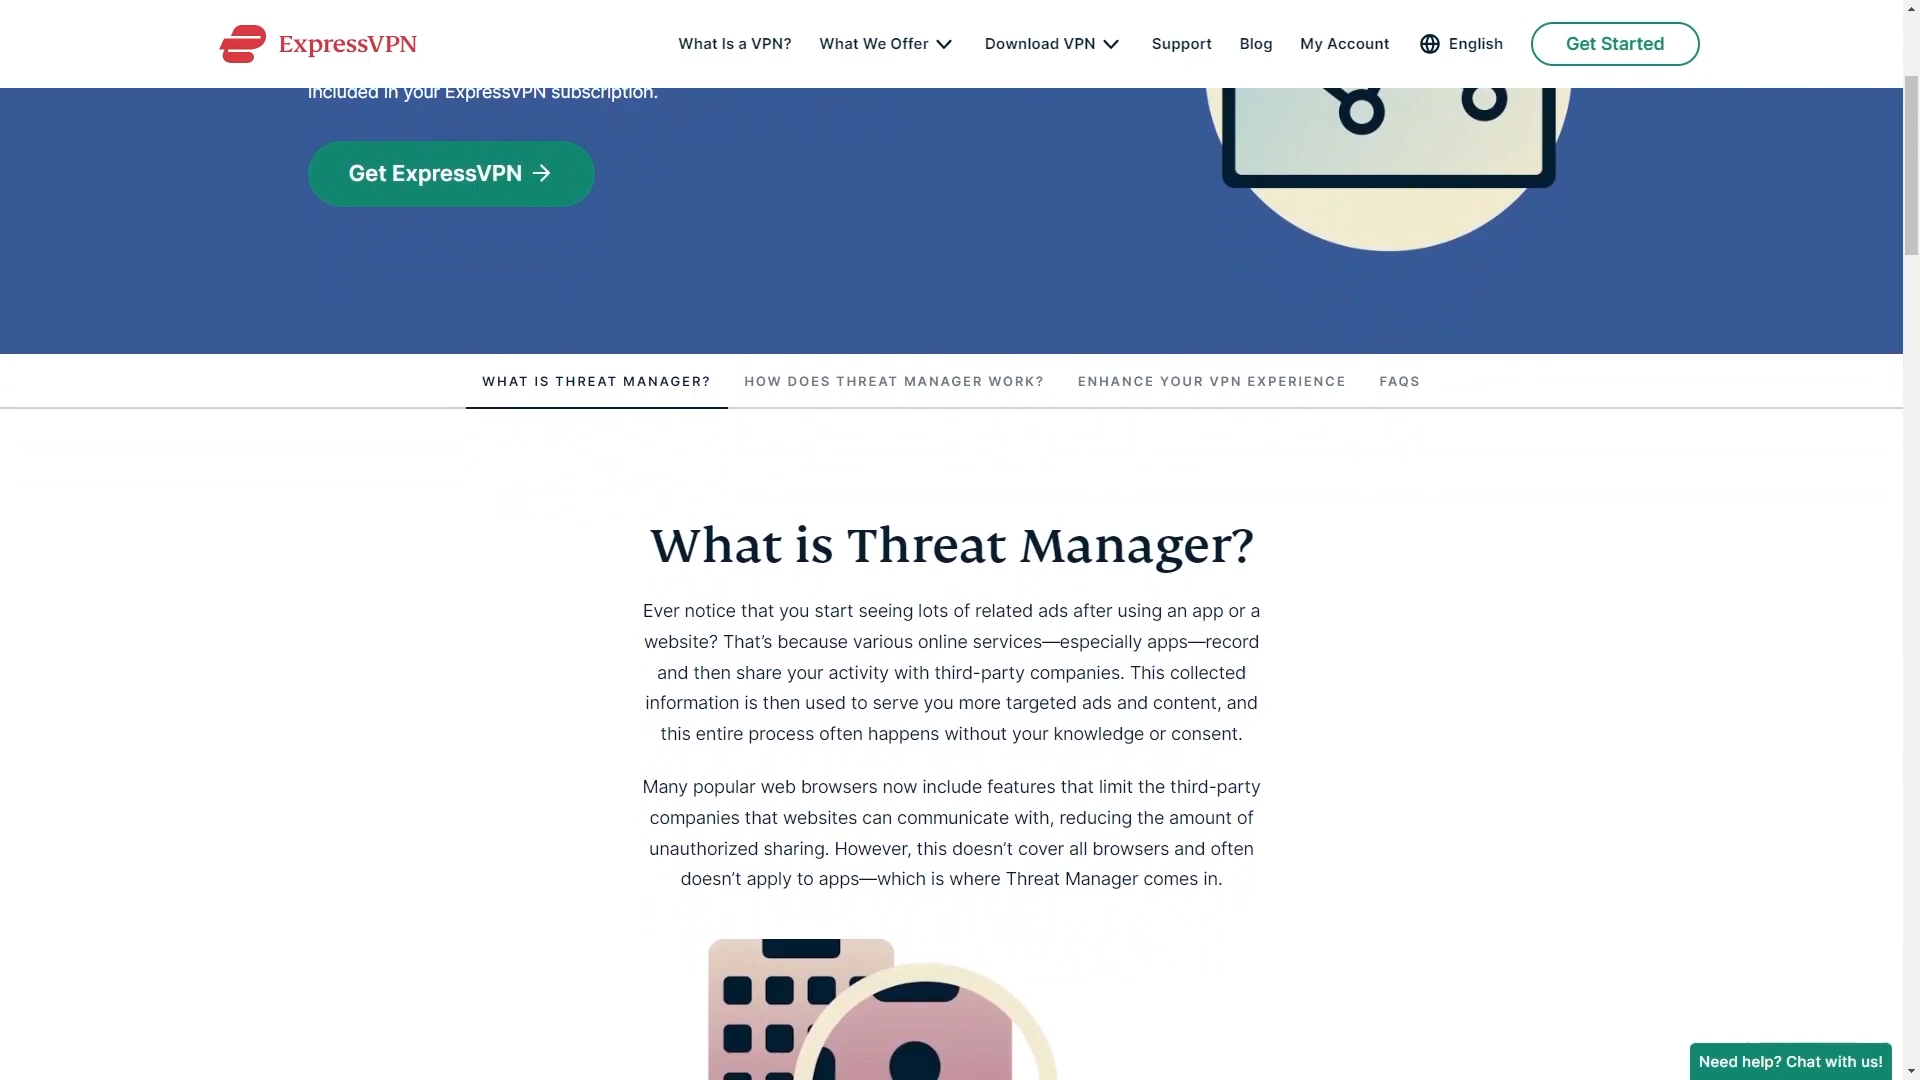 ExpressVPN
What Is a VPN?
What We Offer
Download VPN
Support
Blog
My Account
English
Get Started
included in your ExpressVPN subscription.
Get ExpressVPN
WHAT IS THREAT MANAGER?
HOW DOES THREAT MANAGER WORK?
ENHANCE YOUR VPN EXPERIENCE
FAQS
What is Threat Manager?
Ever notice that you start seeing lots of related ads after using an app or a
website? That’s because various online services—especially apps—record
and then share your activity with third-party companies. This collected
information is then used to serve you more targeted ads and content, and
this entire process often happens without your knowledge or consent.
Many popular web browsers now include features that limit the third-party
companies that websites can communicate with, reducing the amount of
unauthorized sharing. However, this doesn’t cover all browsers and often
doesn’t apply to apps—which is where Threat Manager comes in.
Need help? Chat with us!